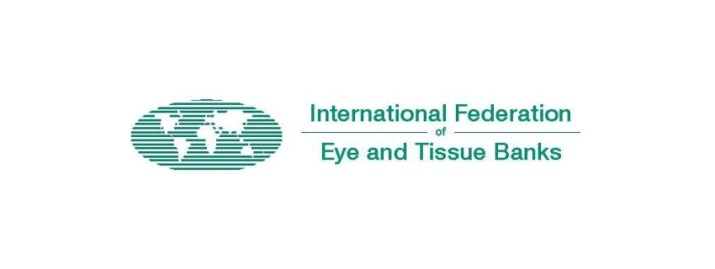 International Federation
of
Eye and Tissue Banks